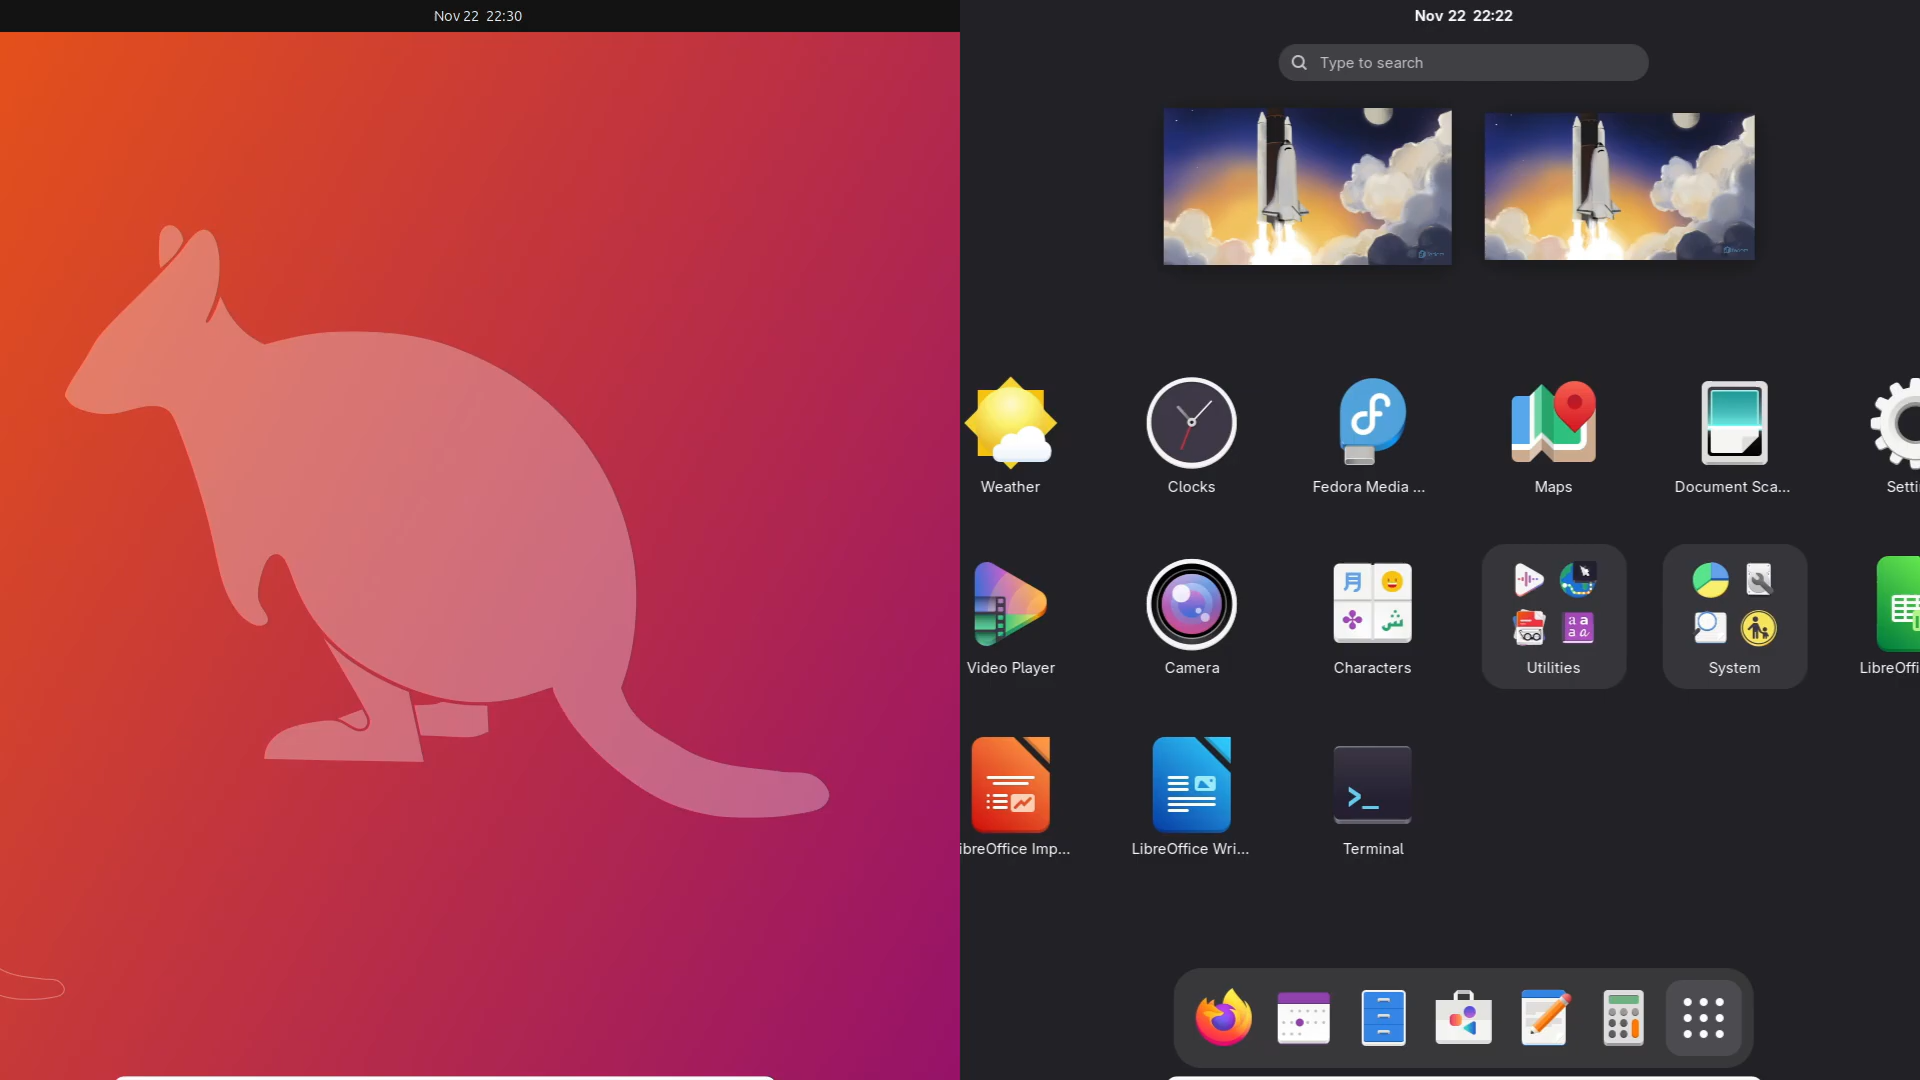 Nov 22 22:30
Nov 22 22:22
Type to search
Weather
Clocks
Fedora Media ...
Maps
Document Sca...
Setti
Video Player
Camera
Characters
Utilities
System
LibreOffi
ibreOffice Imp...
LibreOffice Wri...
Terminal